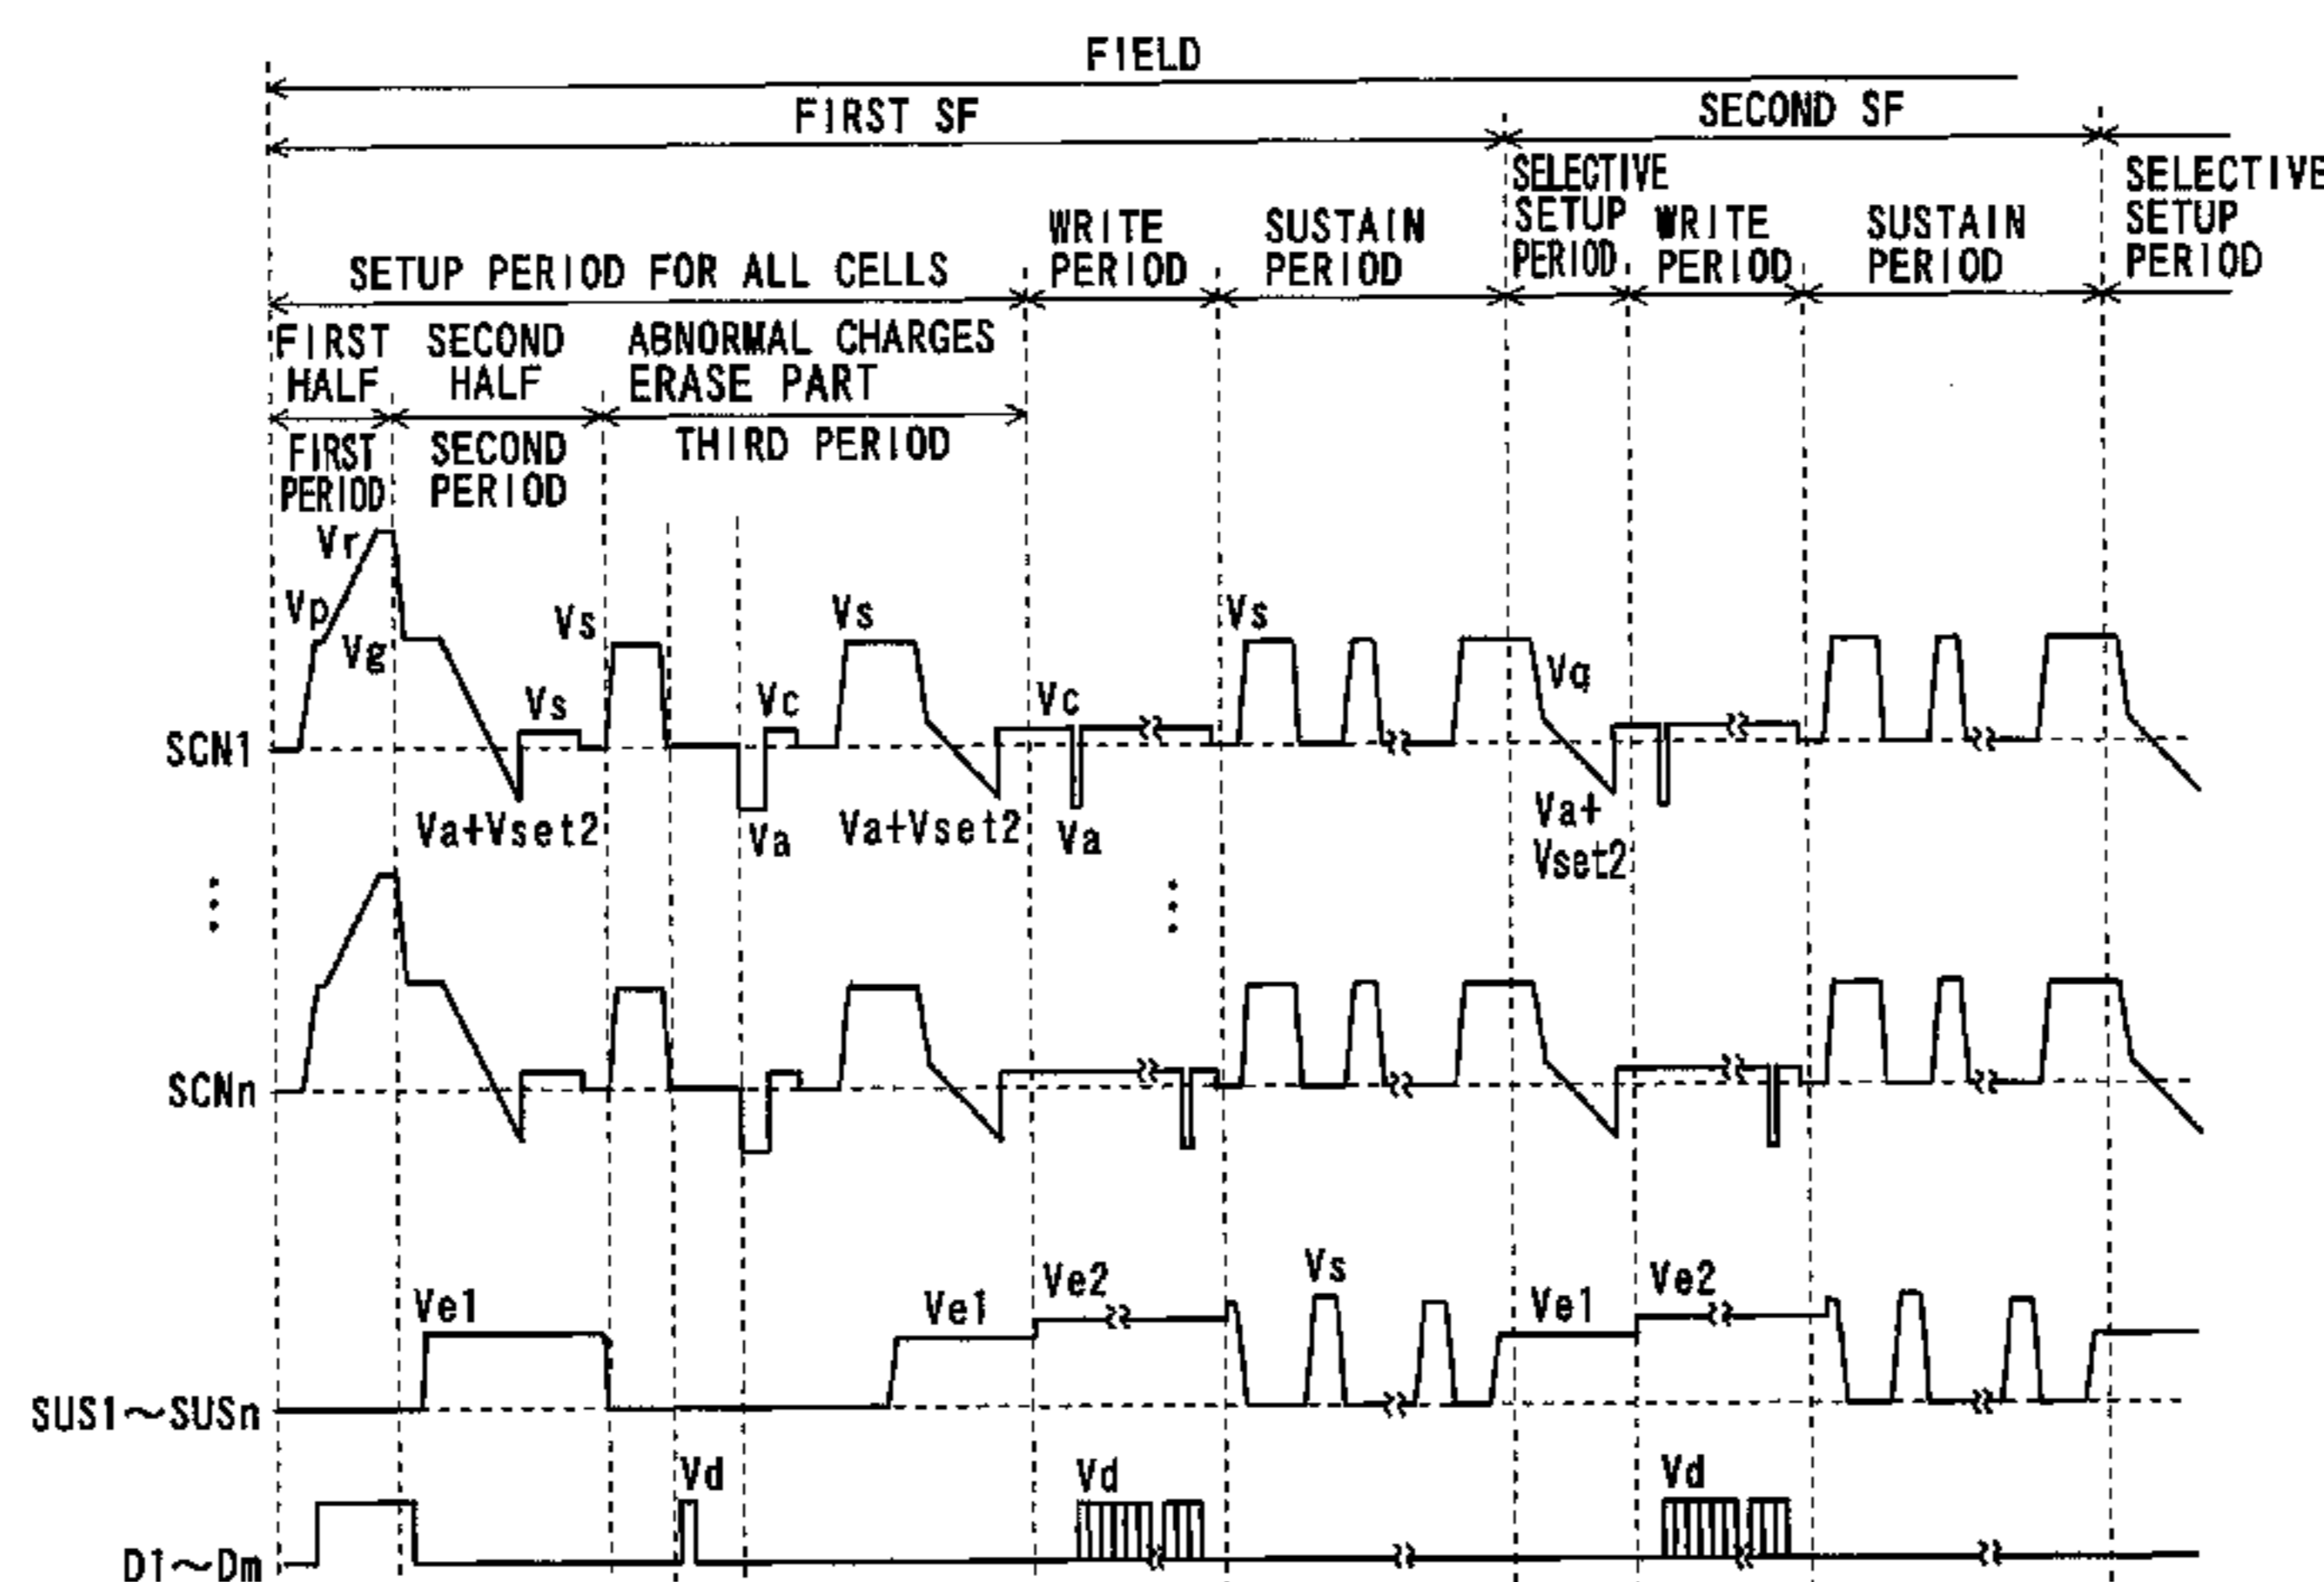 FIELD
FIRST SF
SECOND SF
SETUP PERIOD FOR ALL CELLS
WRITE
PERIOD
SUSTAIN
PERIOD
SELECTIVE
SETUP
PERIOD
WRITE
PERIOD
SUSTAIN
PERIOD
SELECTIVE
SETUP
PERIOD
FIRST
HALF
SECOND
HALF
ABNORMAL CHARGES
ERASE PART
FIRST
PERIOD
SECOND
PERIOD
THIRD PERIOD
Vr
Vp
Vg
Vs
Vs
Vs
Vc
Vs
Vc
Vq
SCN1
Va+Vset2
Va
Va+Vset2
Va
Va+
Vset2
SCNn
Ve1
Ve1
Ve2
Vs
Ve1
Ve2
SUS1~SUSn
Vd
Vd
Vd
D1~Dm